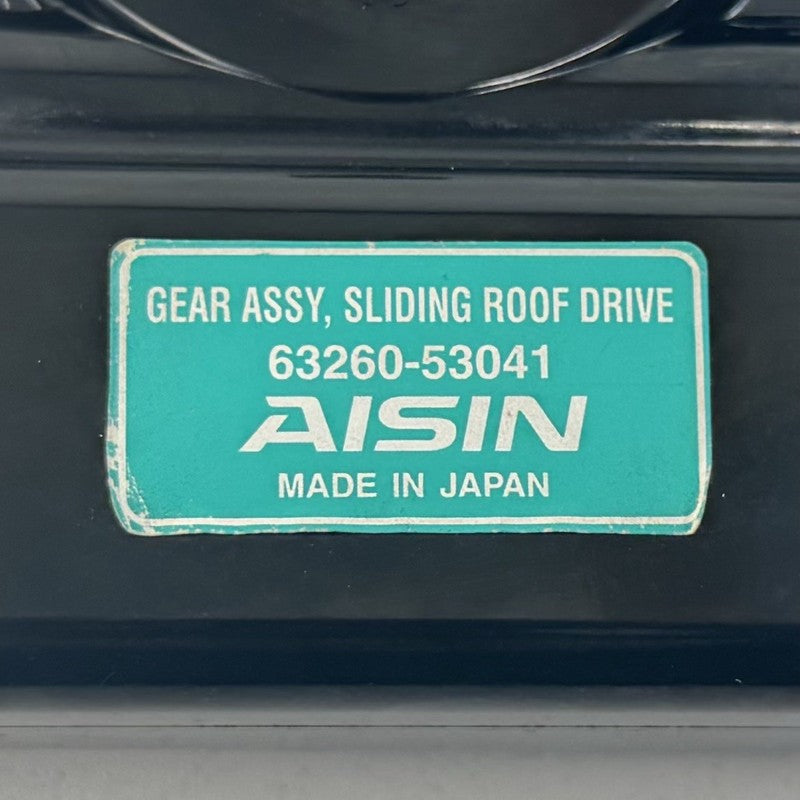 GEAR ASSY, SLIDING ROOF DRIVE
63260-53041
AISIN
MADE IN JAPAN